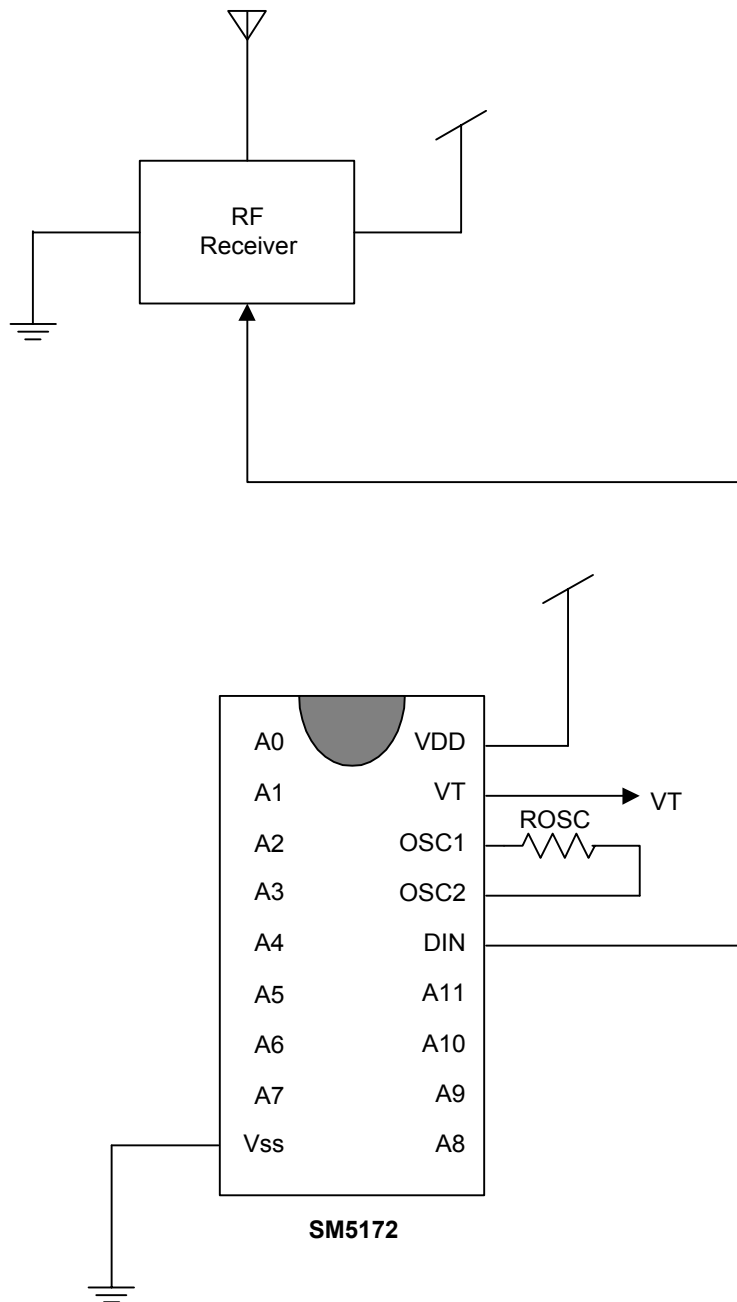 RF
Receiver
A0 VDD
A1 VT VT
ROSC
A2 OSC1
A3 OSC2
A4 DIN
A5 A11
A6 A10
A7 A9
Vss A8
SM5172